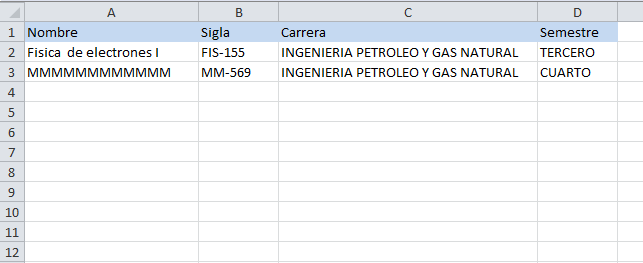 A B C D
1 Nombre Sigla Carrera Semestre
2 Fisica  de electrones I FIS-155 INGENIERIA PETROLEO Y GAS NATURAL TERCERO
3 MMMMMMMMMMMM MM-569 INGENIERIA PETROLEO Y GAS NATURAL CUARTO
4
5
6
7
8
9
10
11
12